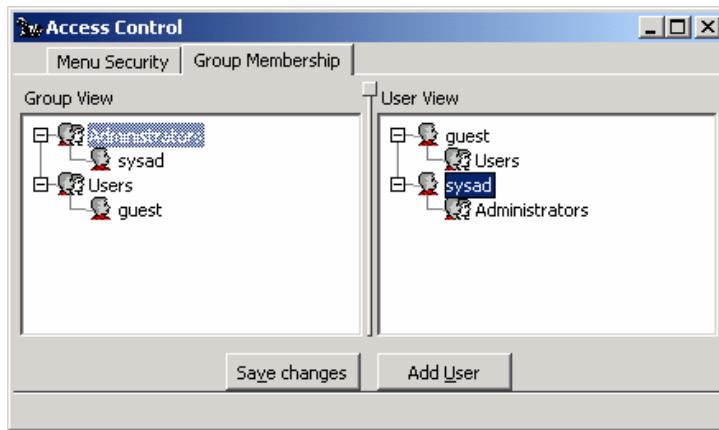 Access Control
Menu Security
Group Membership
Group View
Administrators
sysad
Users
guest
User View
guest
Users
sysad
Administrators
Save changes
Add User